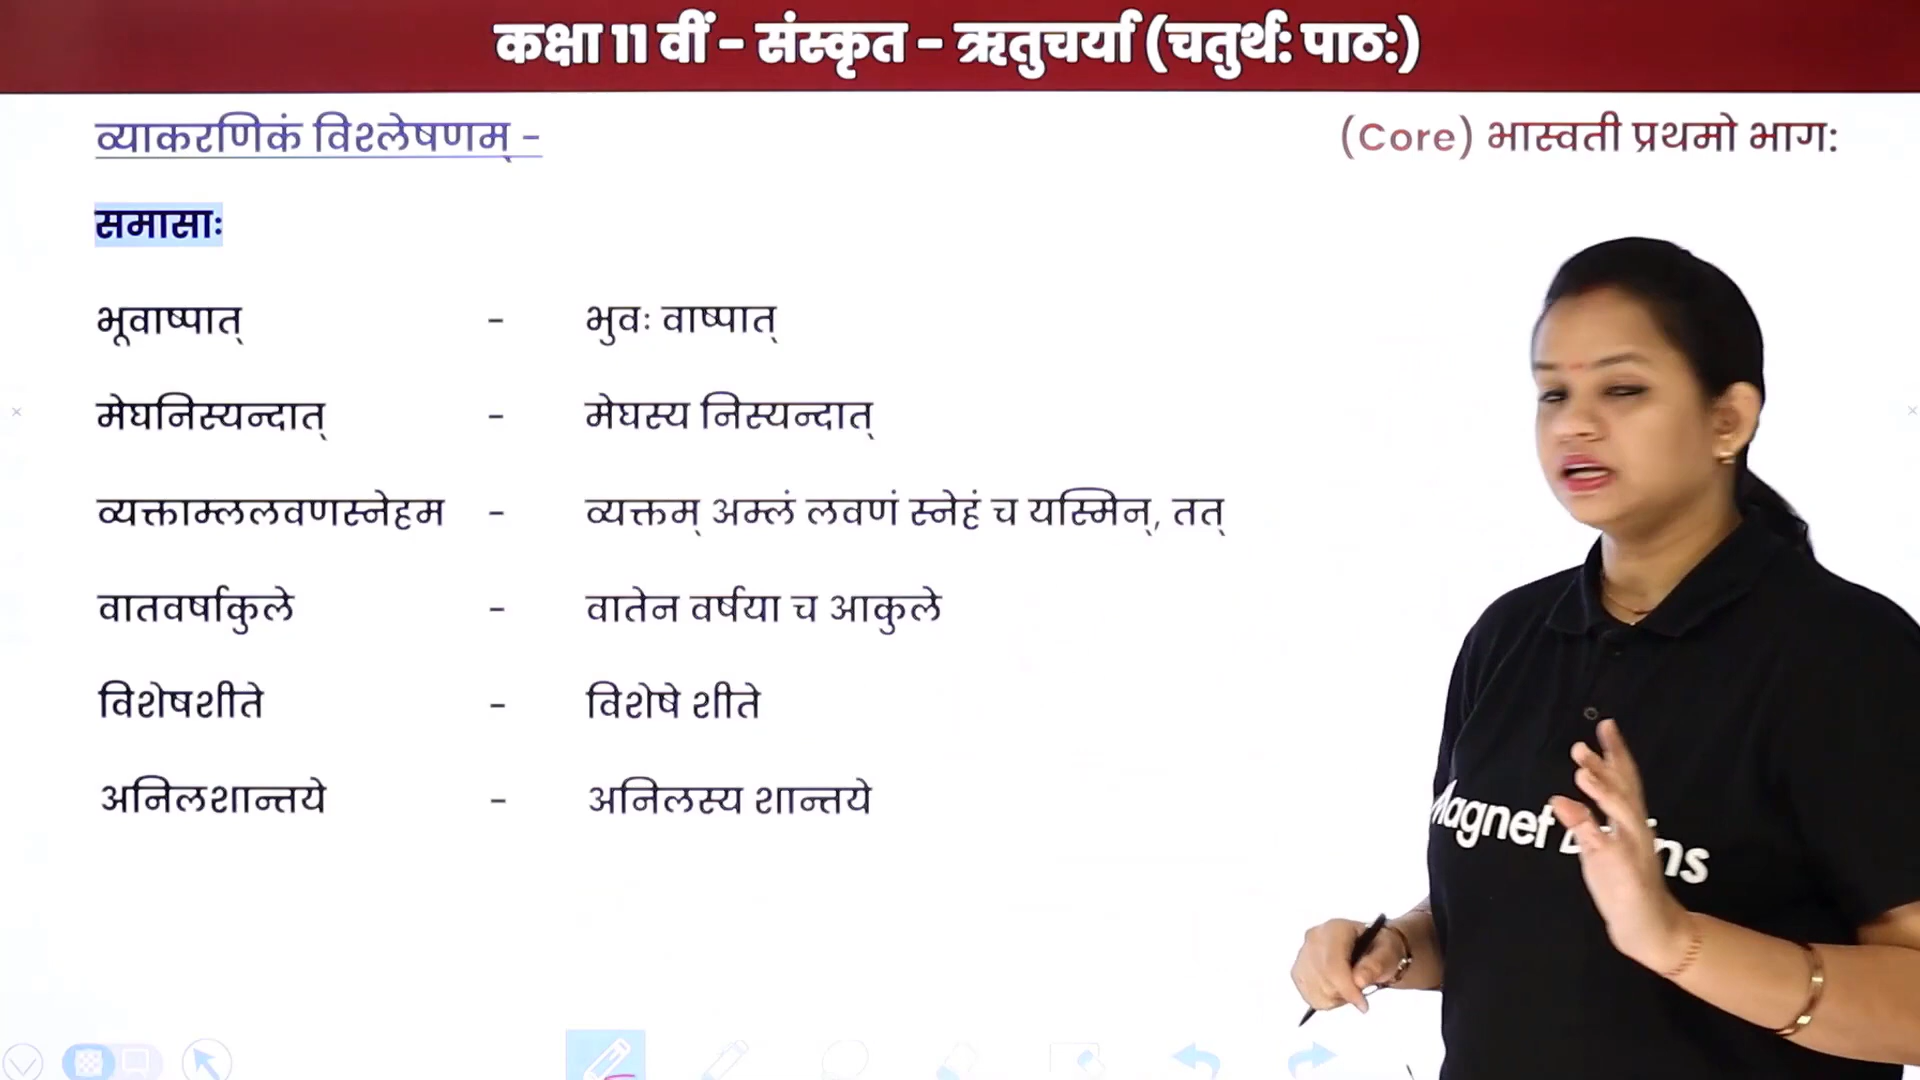 कक्षा 11 वीं - संस्कृत - ऋतुचर्या (चतुर्थ: पाठ:)
व्याकरणिकं विश्लेषणम् -
(Core) भास्वती प्रथमो भाग:
समासाः
भूवाष्पात् - भुवः वाष्पात्
मेघनिस्यन्दात् - मेघस्य निस्यन्दात्
व्यक्ताम्ललवणस्नेहम - व्यक्तम् अम्लं लवणं स्नेहं च यस्मिन्, तत्
वातवर्षाकुले - वातेन वर्षया च आकुले
विशेषशीते - विशेषे शीते
अनिलशान्तये - अनिलस्य शान्तये